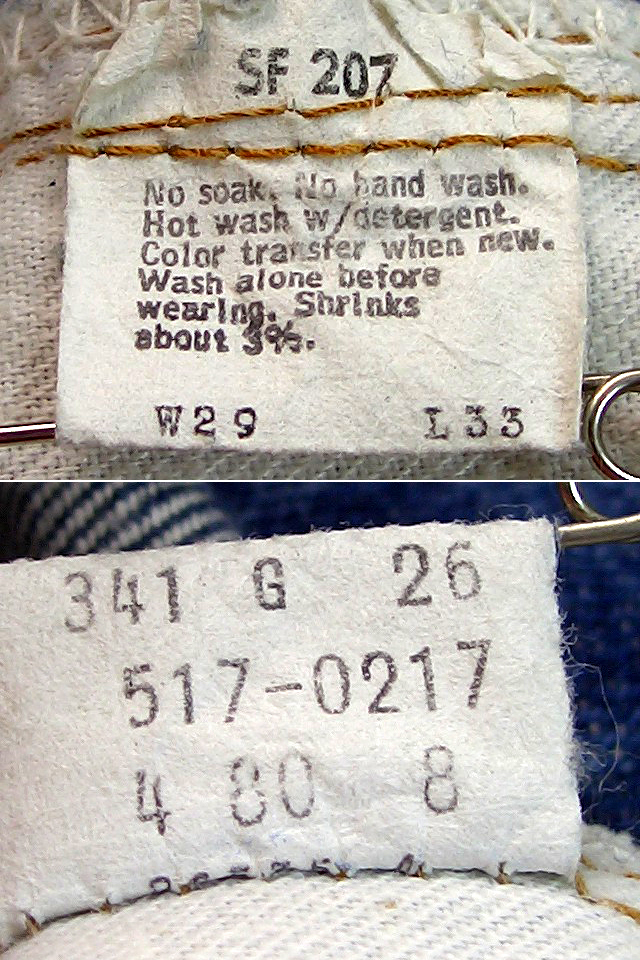 SF 207
No soak. No hand wash.
Hot wash w/detergent.
Color transfer when new.
Wash alone before
wearing. Shrinks
about 3%.
W29 L33
341 G 26
517-0217
4 80 8